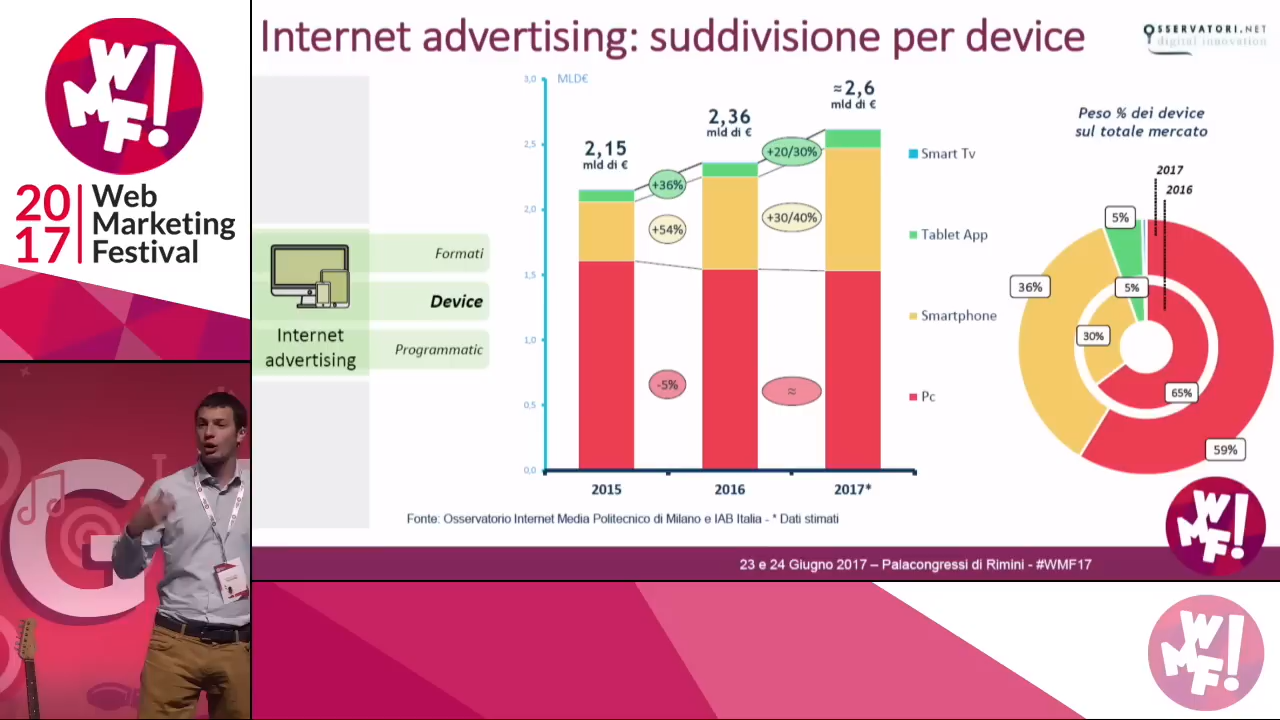 WMF!
20
17
Web
Marketing
Festival
Internet advertising: suddivisione per device
OSSERVATORI.NET
digital innovation
Formati
Device
Programmatic
Internet
advertising
MLD€
3,0
2,5
2,0
1,5
1,0
0,5
0,0
2,15
mld di €
2,36
mld di €
≈2,6
mld di €
+36%
+20/30%
+54%
+30/40%
-5%
≈
2015
2016
2017*
Smart Tv
Tablet App
Smartphone
Pc
Peso % dei device
sul totale mercato
2017
2016
5%
5%
36%
30%
65%
59%
Fonte: Osservatorio Internet Media Politecnico di Milano e IAB Italia - * Dati stimati
WMF!
23 e 24 Giugno 2017 – Palacongressi di Rimini - #WMF17
WMF!